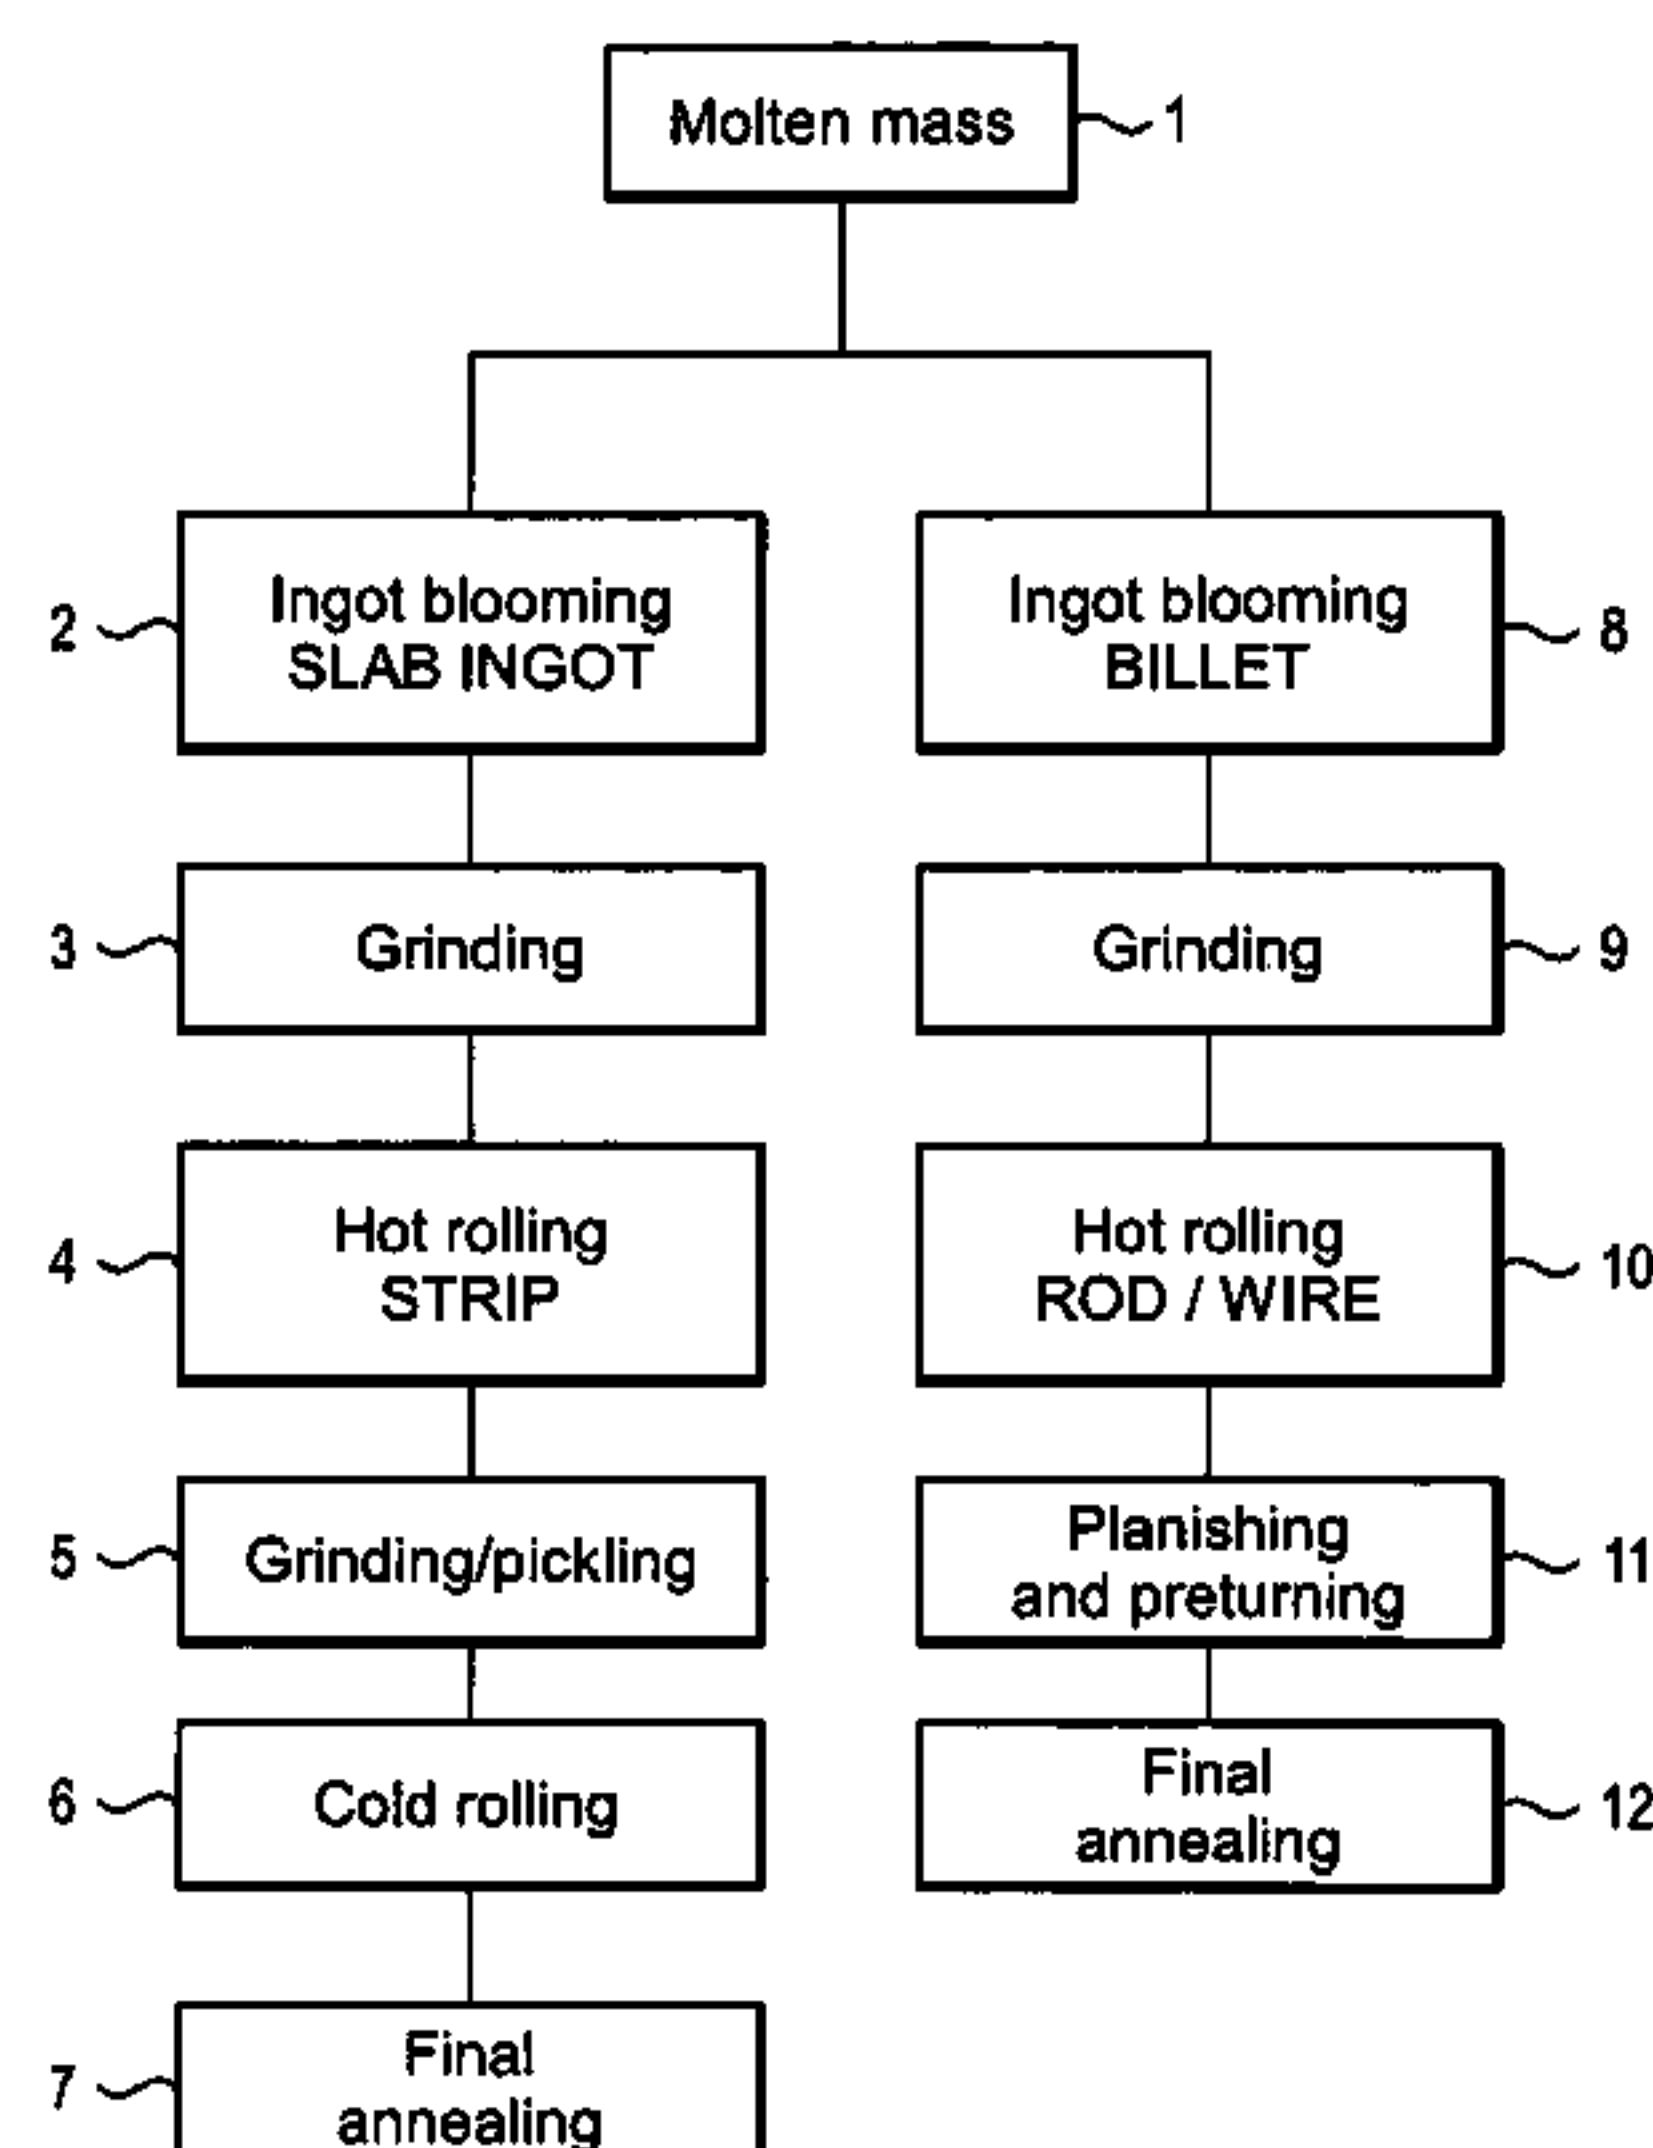 Molten mass
1
2
Ingot blooming
SLAB INGOT
3
Grinding
4
Hot rolling
STRIP
5
Grinding/pickling
6
Cold rolling
7
Final
annealing
Ingot blooming
BILLET
8
Grinding
9
Hot rolling
ROD / WIRE
10
Planishing
and preturning
11
Final
annealing
12